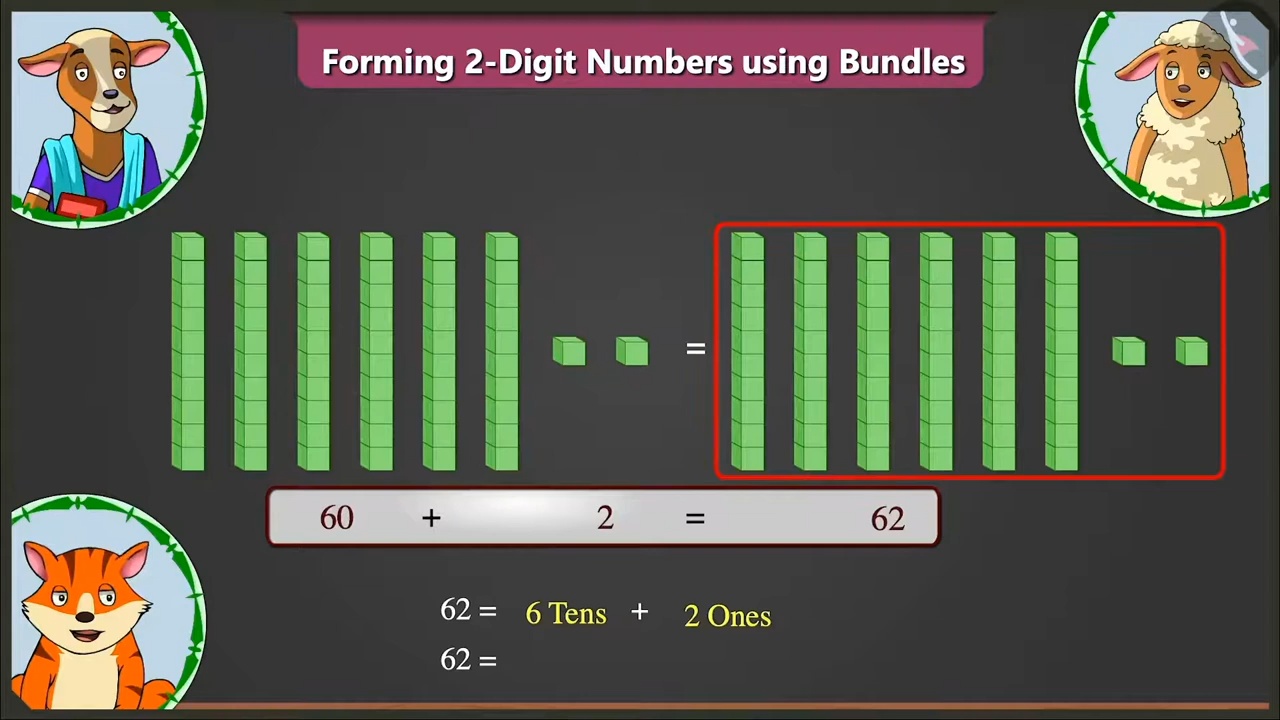 Forming 2-Digit Numbers using Bundles
=
60 + 2 = 62
62 = 6 Tens + 2 Ones
62 =